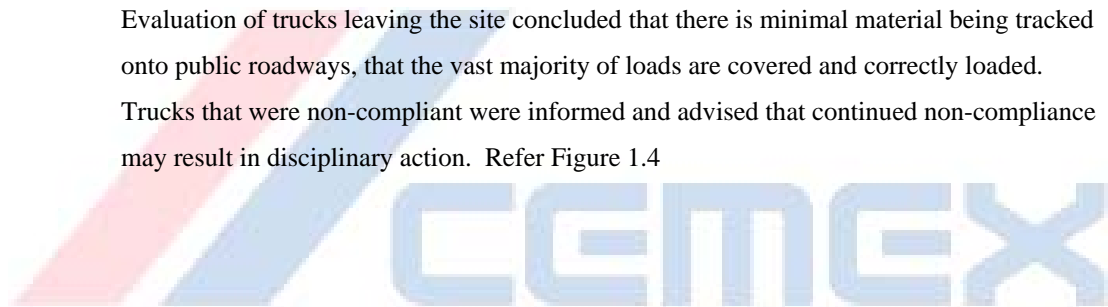 Evaluation of trucks leaving the site concluded that there is minimal material being tracked
onto public roadways, that the vast majority of loads are covered and correctly loaded.
Trucks that were non-compliant were informed and advised that continued non-compliance
may result in disciplinary action.  Refer Figure 1.4
CEMEX